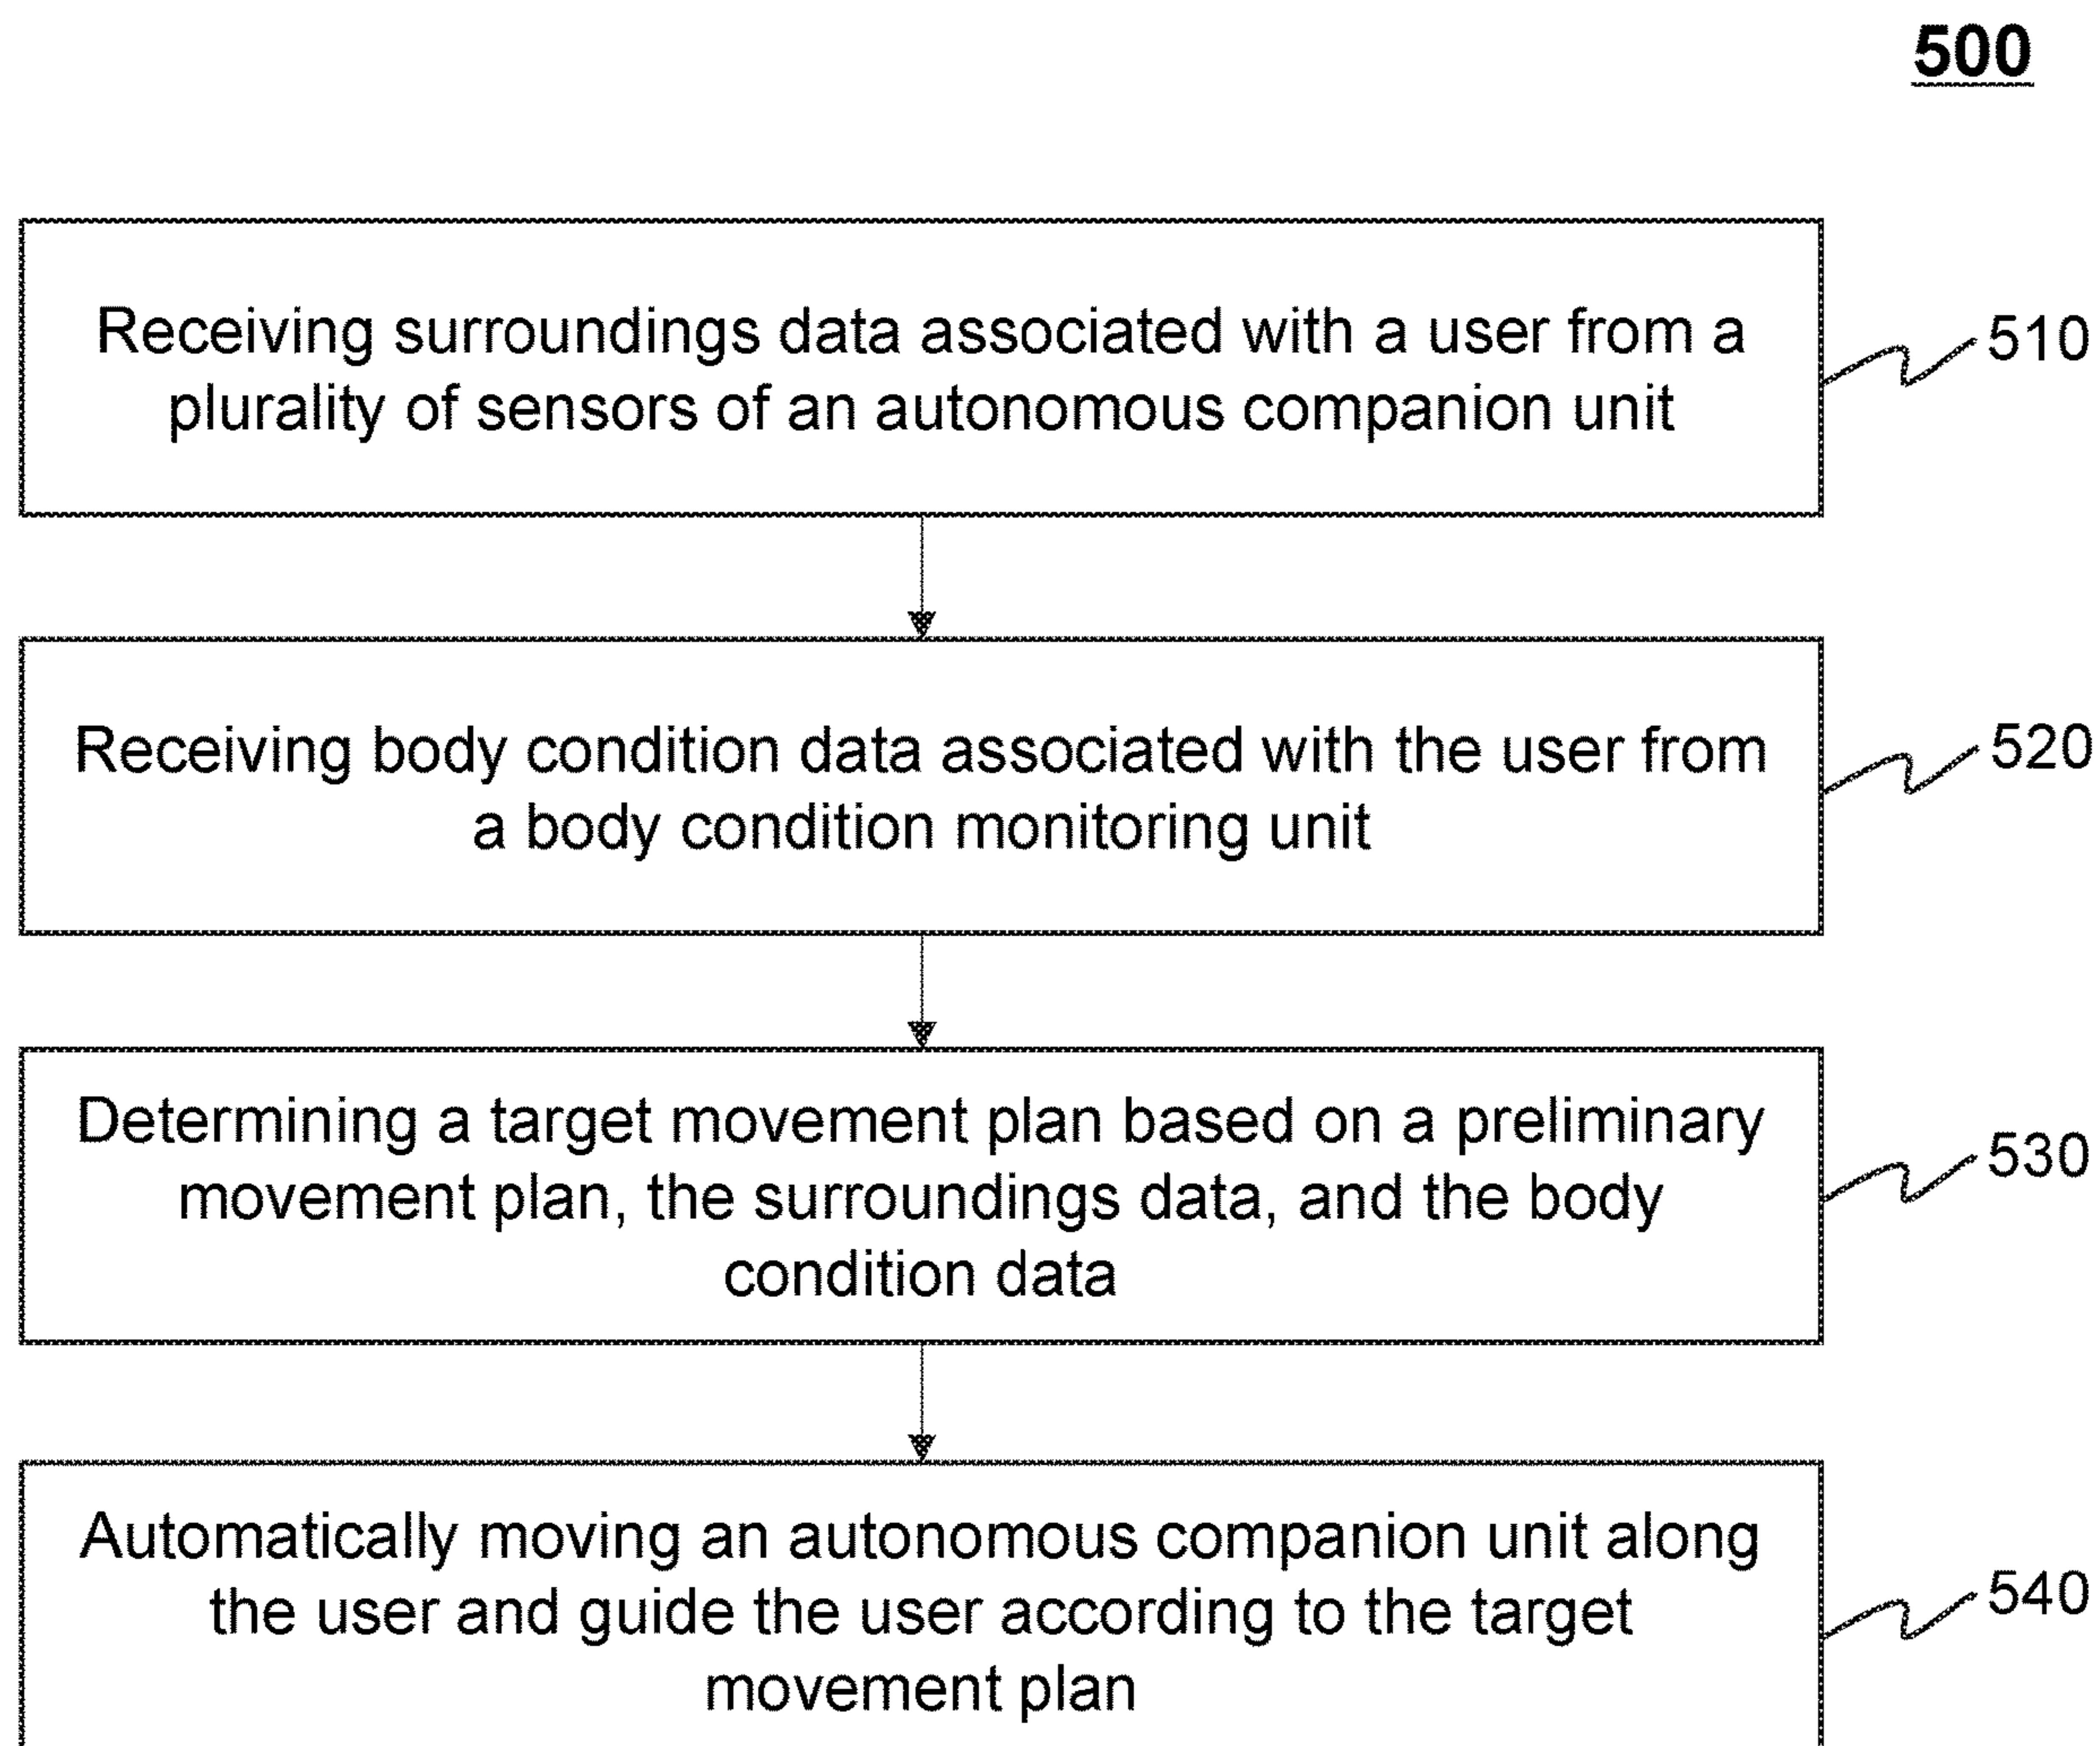 500
Receiving surroundings data associated with a user from a
plurality of sensors of an autonomous companion unit
510
Receiving body condition data associated with the user from
a body condition monitoring unit
520
Determining a target movement plan based on a preliminary
movement plan, the surroundings data, and the body
condition data
530
Automatically moving an autonomous companion unit along
the user and guide the user according to the target
movement plan
540